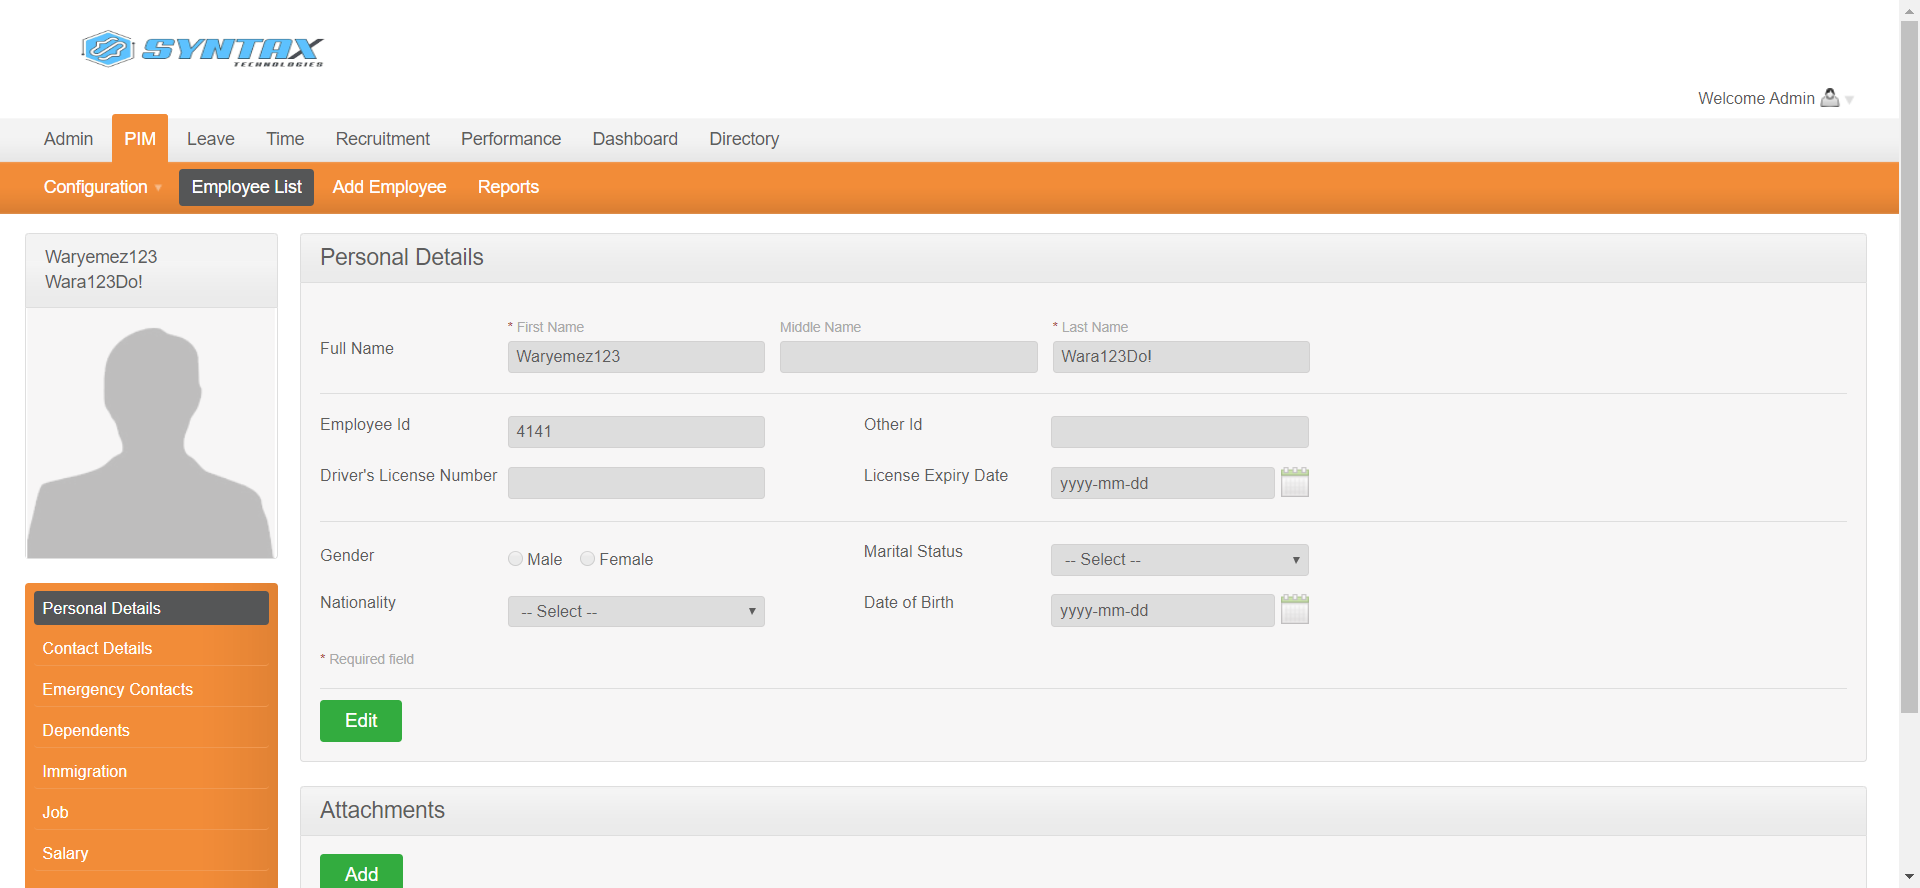 SYNTAX
TECHNOLOGIES
Welcome Admin
Admin PIM Leave Time Recruitment Performance Dashboard Directory
Configuration Employee List Add Employee Reports
Waryemez123
Wara123Do!
Personal Details
Contact Details
Emergency Contacts
Dependents
Immigration
Job
Salary
Personal Details
* First Name Middle Name * Last Name
Full Name Waryemez123 Wara123Do!
Employee Id 4141 Other Id
Driver's License Number License Expiry Date yyyy-mm-dd
Gender Male Female Marital Status -- Select --
Nationality -- Select -- Date of Birth yyyy-mm-dd
* Required field
Edit
Attachments
Add